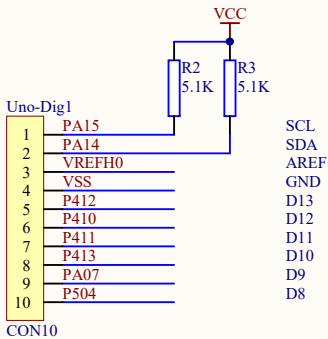 VCC
R2 R3
5.1K 5.1K
Uno-Dig1
1 PA15 SCL
2 PA14 SDA
3 VREFH0 AREF
4 VSS GND
5 P412 D13
6 P410 D12
7 P411 D11
8 P413 D10
9 PA07 D9
10 P504 D8
CON10